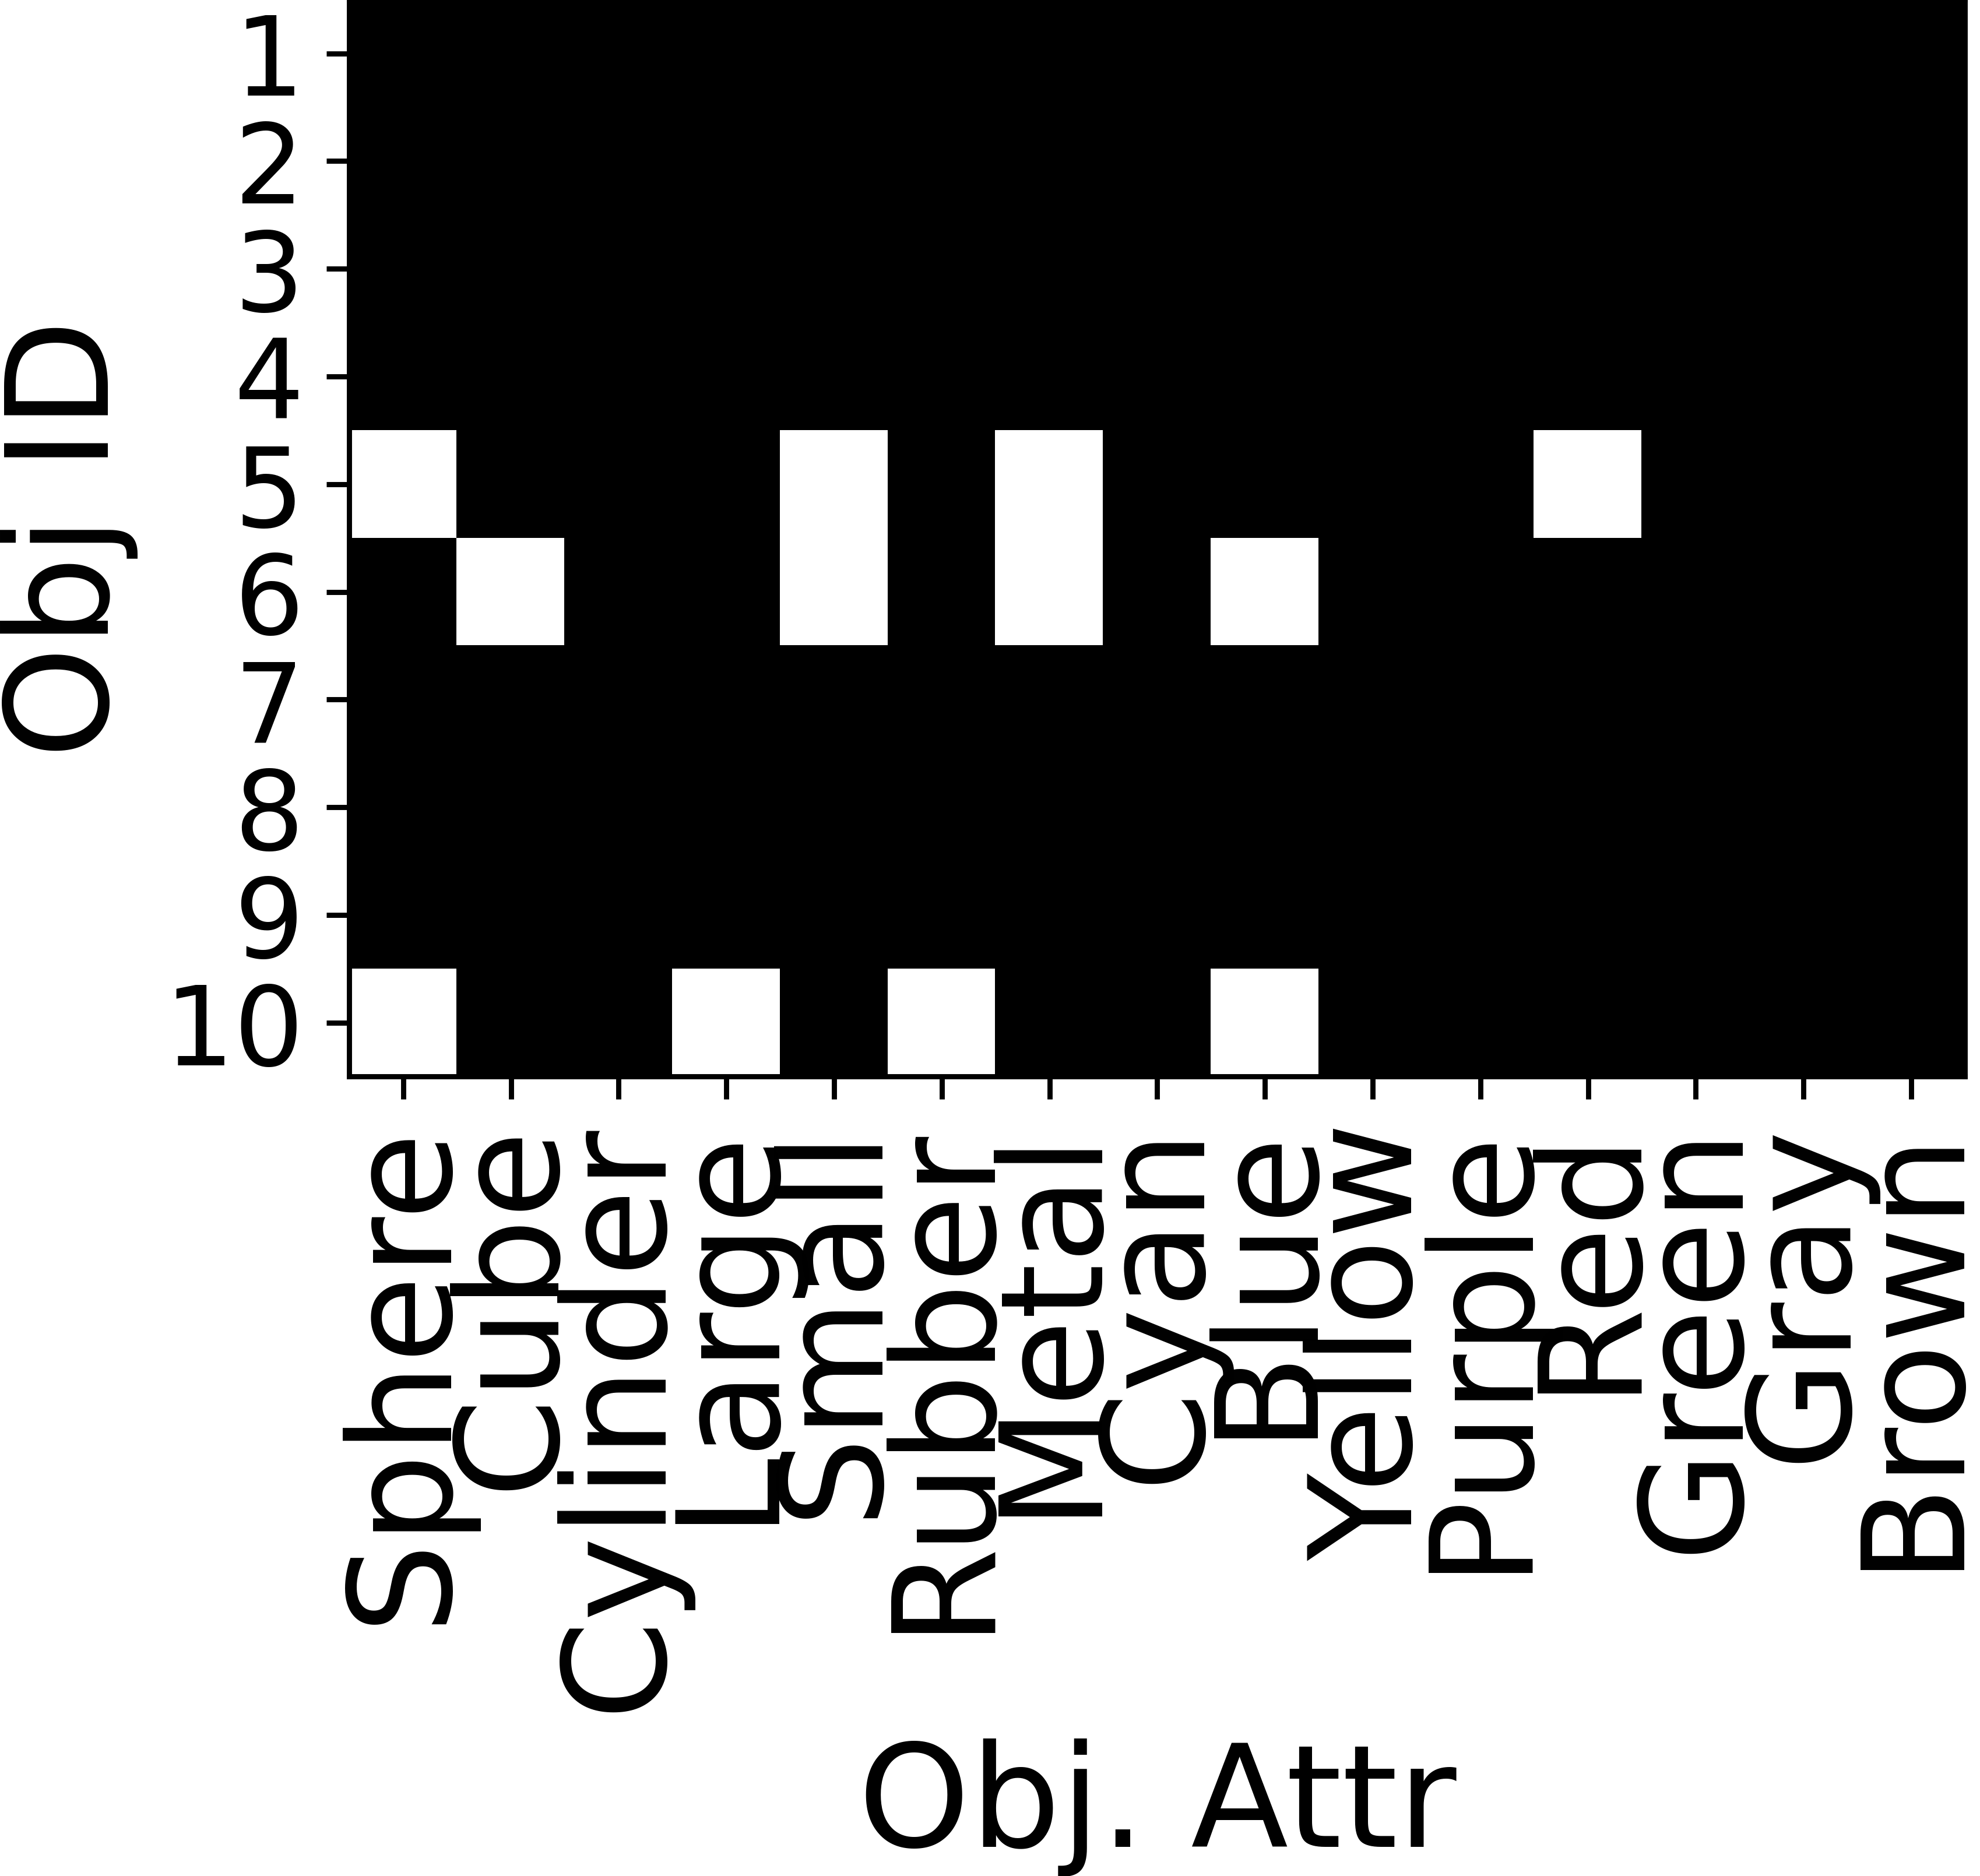 Obj ID
1
2
3
4
5
6
7
8
9
10
Sphere
Cube
Cylinder
Large
Small
Rubber
Metal
Cyan
Blue
Yellow
Purple
Red
Green
Gray
Brown
Obj. Attr